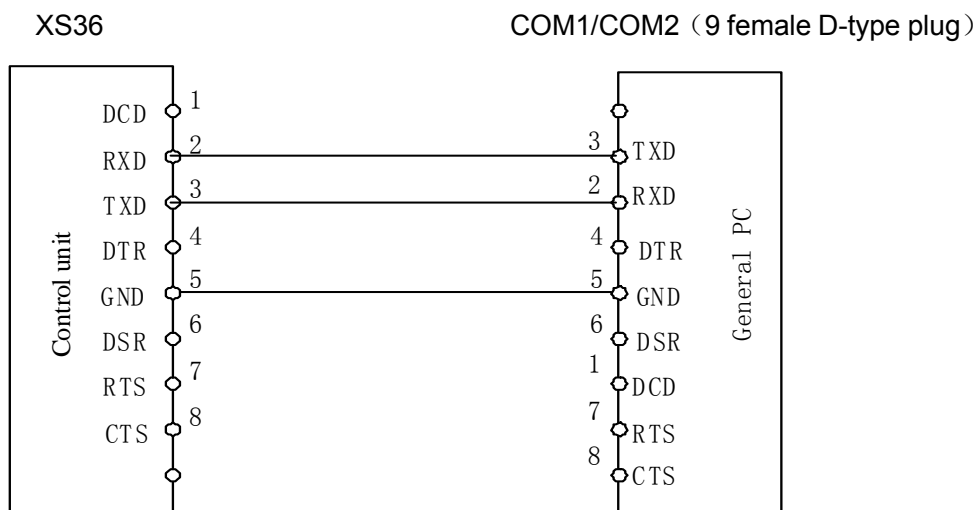 XS36
COM1/COM2（9 female D-type plug）
Control unit
DCD 1
RXD 2
TXD 3
DTR 4
GND 5
DSR 6
RTS 7
CTS 8
3 TXD
2 RXD
4 DTR
5 GND
6 DSR
1 DCD
7 RTS
8 CTS
General PC